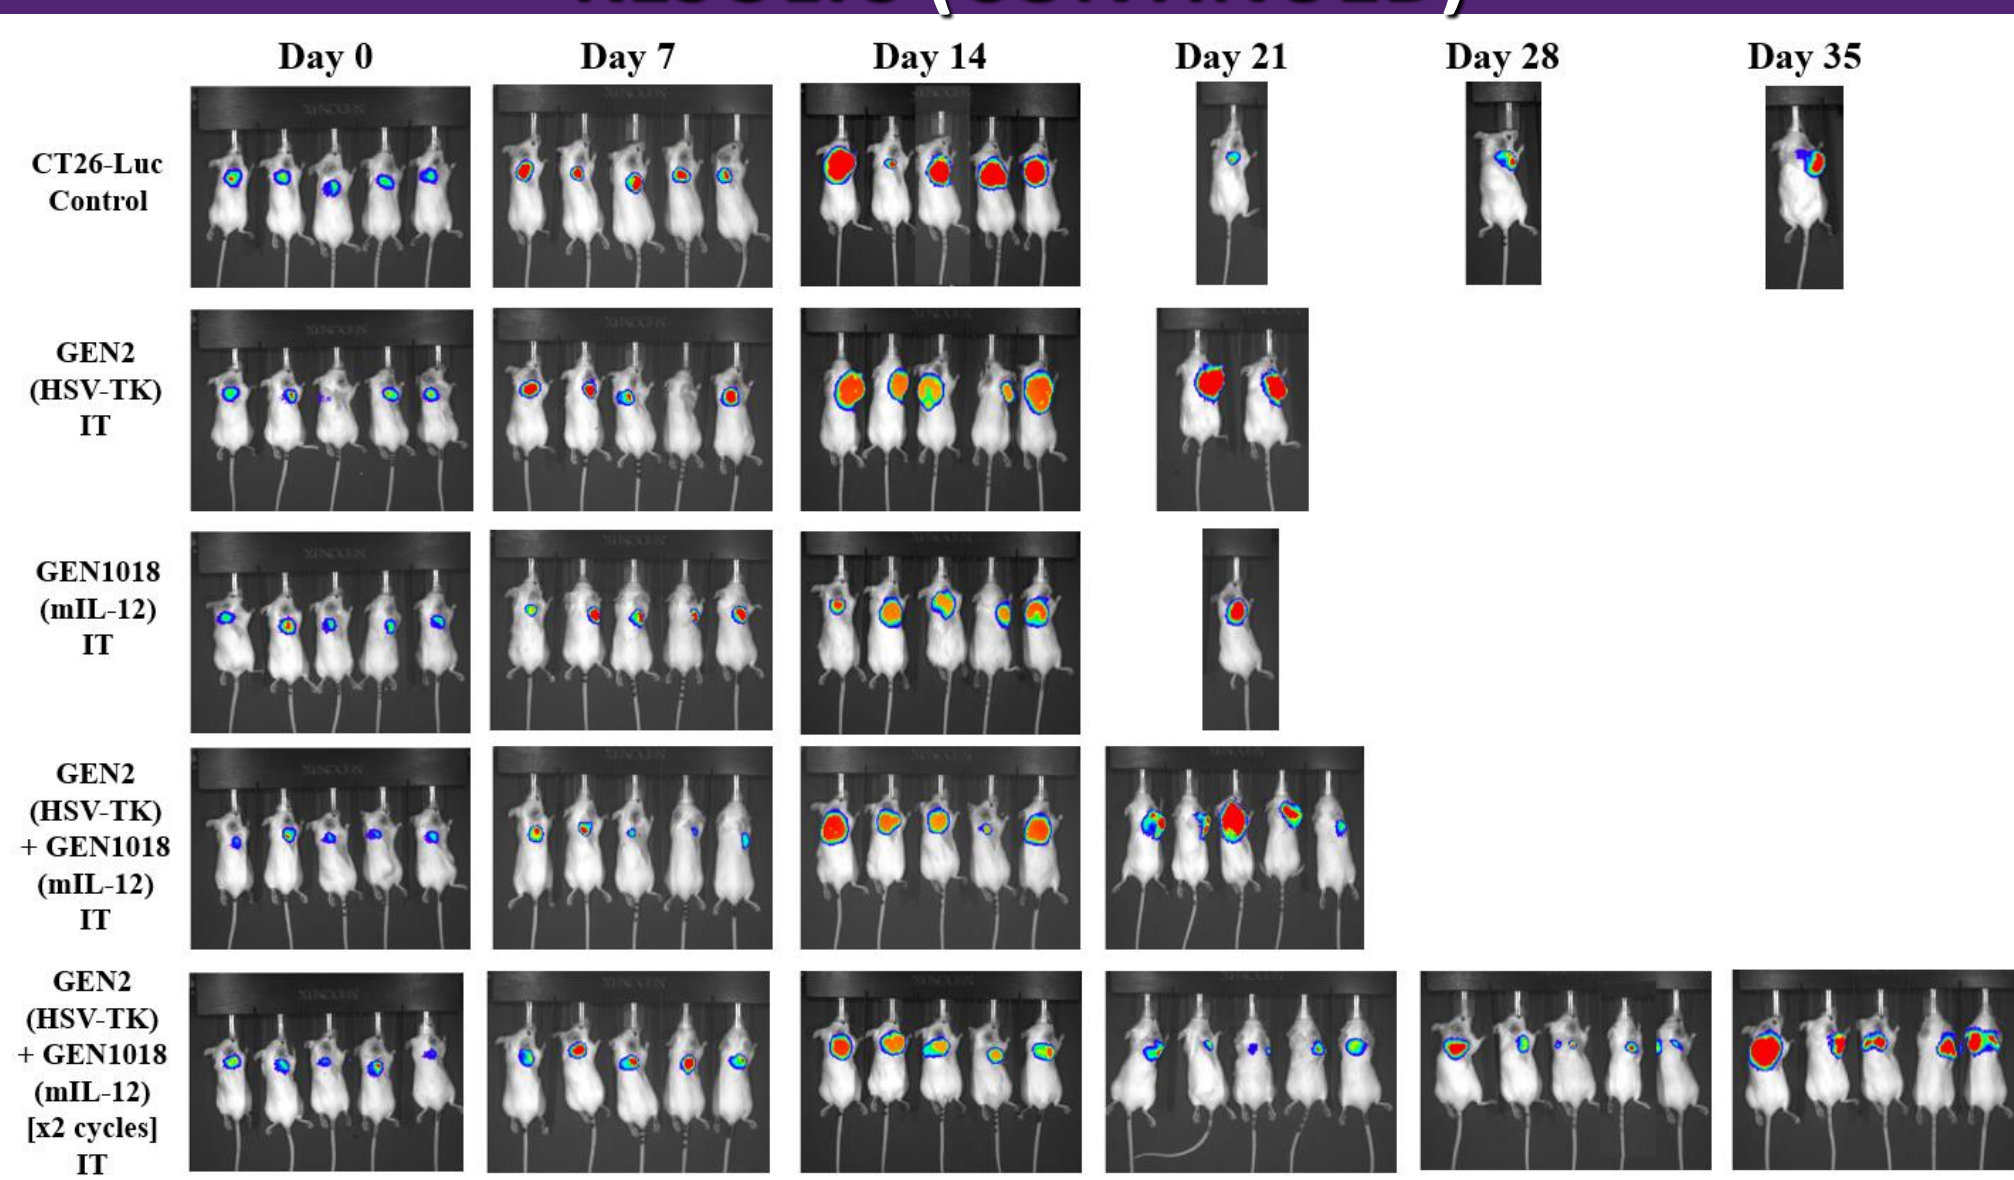 RESULTS (CONTINUED)
Day 0 Day 7 Day 14 Day 21 Day 28 Day 35
CT26-Luc
Control
GEN2
(HSV-TK)
IT
GEN1018
(mIL-12)
IT
GEN2
(HSV-TK)
+ GEN1018
(mIL-12)
IT
GEN2
(HSV-TK)
+ GEN1018
(mIL-12)
[x2 cycles]
IT